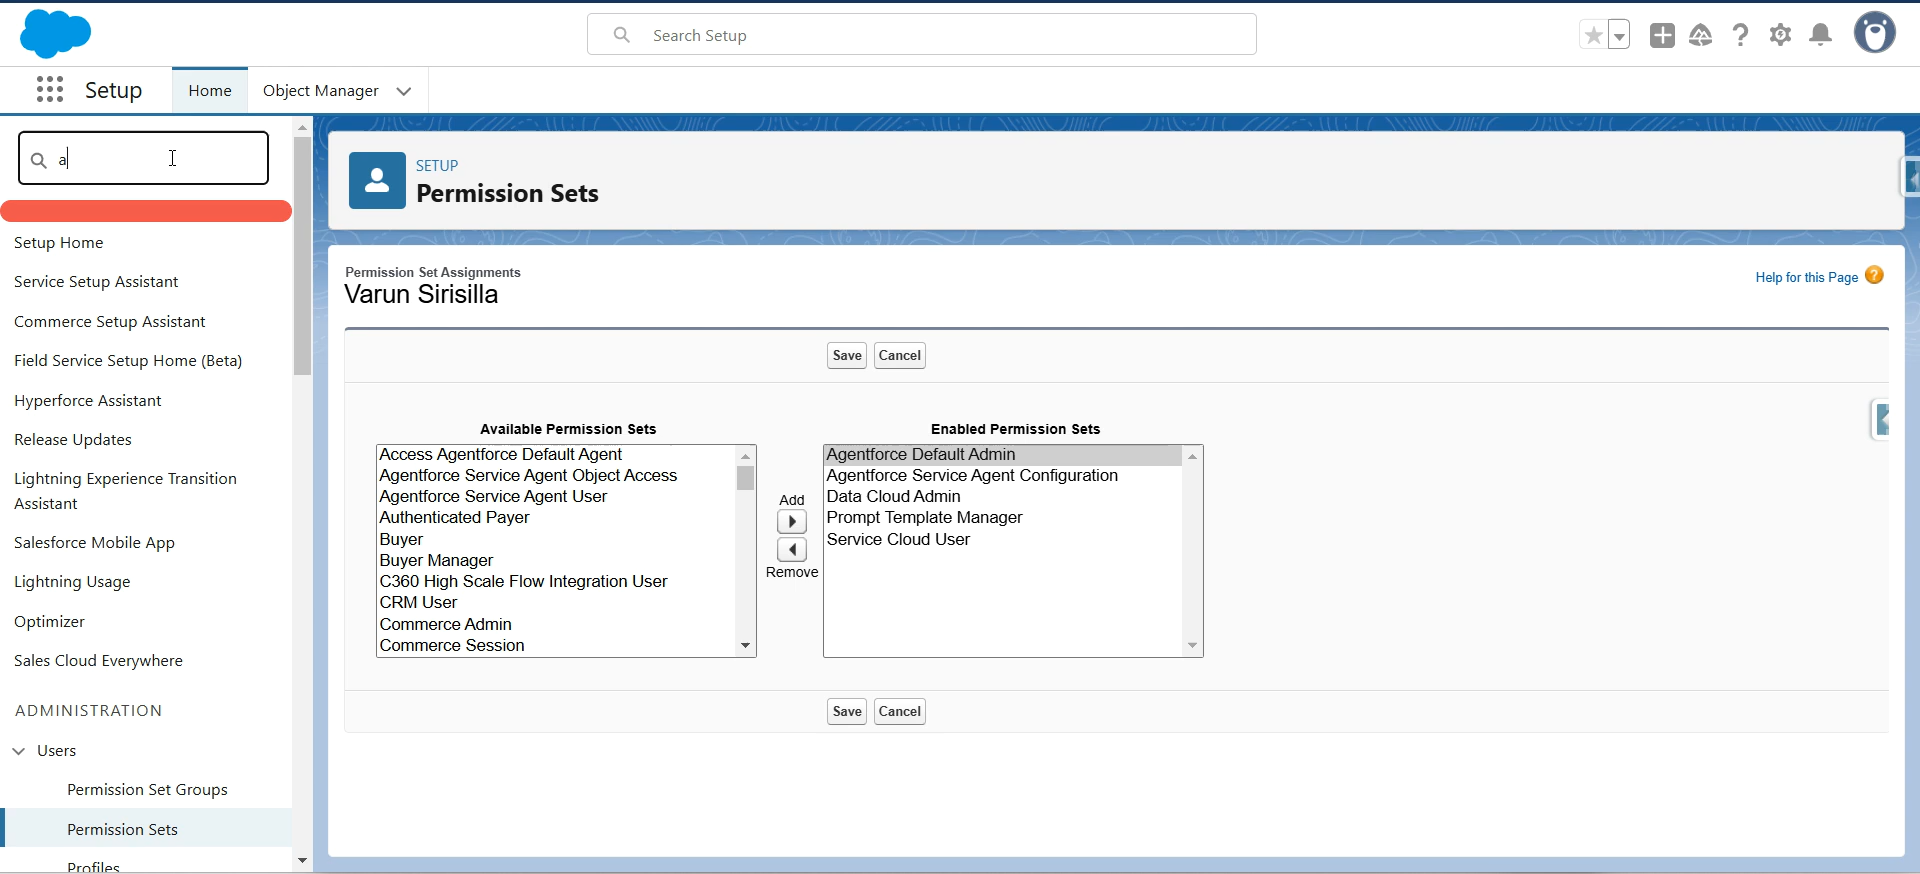 Search Setup
Setup
Home
Object Manager
a
Setup Home
Service Setup Assistant
Commerce Setup Assistant
Field Service Setup Home (Beta)
Hyperforce Assistant
Release Updates
Lightning Experience Transition
Assistant
Salesforce Mobile App
Lightning Usage
Optimizer
Sales Cloud Everywhere
ADMINISTRATION
Users
Permission Set Groups
Permission Sets
Profiles
SETUP
Permission Sets
Permission Set Assignments
Varun Sirisilla
Help for this Page ?
Save Cancel
Available Permission Sets
Access Agentforce Default Agent
Agentforce Service Agent Object Access
Agentforce Service Agent User
Authenticated Payer
Buyer
Buyer Manager
C360 High Scale Flow Integration User
CRM User
Commerce Admin
Commerce Session
Add
Remove
Enabled Permission Sets
Agentforce Default Admin
Agentforce Service Agent Configuration
Data Cloud Admin
Prompt Template Manager
Service Cloud User
Save Cancel